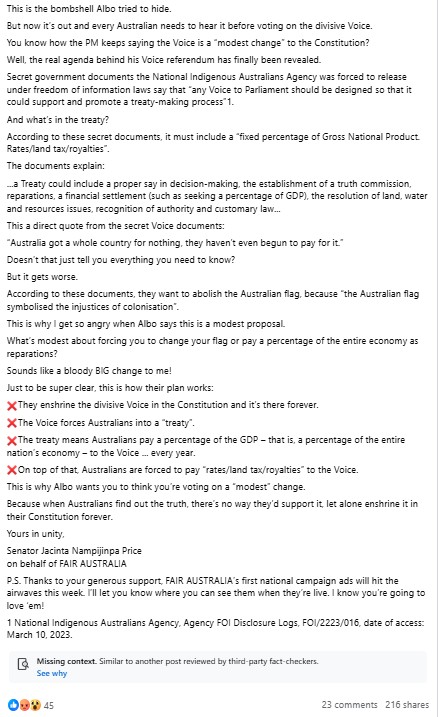 This is the bombshell Albo tried to hide.
But now it's out and every Australian needs to hear it before voting on the divisive Voice.
You know how the PM keeps saying the Voice is a "modest change" to the Constitution?
Well, the real agenda behind his Voice referendum has finally been revealed.
Secret government documents the National Indigenous Australians Agency was forced to release
under freedom of information laws say that "any Voice to Parliament should be designed so that it
could support and promote a treaty-making process"1.
And what's in the treaty?
According to these secret documents, it must include a "fixed percentage of Gross National Product.
Rates/land tax/royalties".
The documents explain:
...a Treaty could include a proper say in decision-making, the establishment of a truth commission,
reparations, a financial settlement (such as seeking a percentage of GDP), the resolution of land, water
and resources issues, recognition of authority and customary law...
This a direct quote from the secret Voice documents:
"Australia got a whole country for nothing, they haven't even begun to pay for it."
Doesn't that just tell you everything you need to know?
But it gets worse.
According to these documents, they want to abolish the Australian flag, because "the Australian flag
symbolised the injustices of colonisation".
This is why I get so angry when Albo says this is a modest proposal.
What's modest about forcing you to change your flag or pay a percentage of the entire economy as
reparations?
Sounds like a bloody BIG change to me!
Just to be super clear, this is how their plan works:
❌They enshrine the divisive Voice in the Constitution and it's there forever.
❌The Voice forces Australians into a "treaty".
❌The treaty means Australians pay a percentage of the GDP – that is, a percentage of the entire
nation's economy – to the Voice ... every year.
❌On top of that, Australians are forced to pay "rates/land tax/royalties" to the Voice.
This is why Albo wants you to think you're voting on a "modest" change.
Because when Australians find out the truth, there's no way they'd support it, let alone enshrine it in
their Constitution forever.
Yours in unity,
Senator Jacinta Nampijinpa Price
on behalf of FAIR AUSTRALIA
P.S. Thanks to your generous support, FAIR AUSTRALIA's first national campaign ads will hit the
airwaves this week. I'll let you know where you can see them when they're live. I know you're going to
love 'em!
1 National Indigenous Australians Agency, Agency FOI Disclosure Logs, FOI/2223/016, date of access:
March 10, 2023.
Missing context. Similar to another post reviewed by third-party fact-checkers.
See why
45 23 comments 216 shares